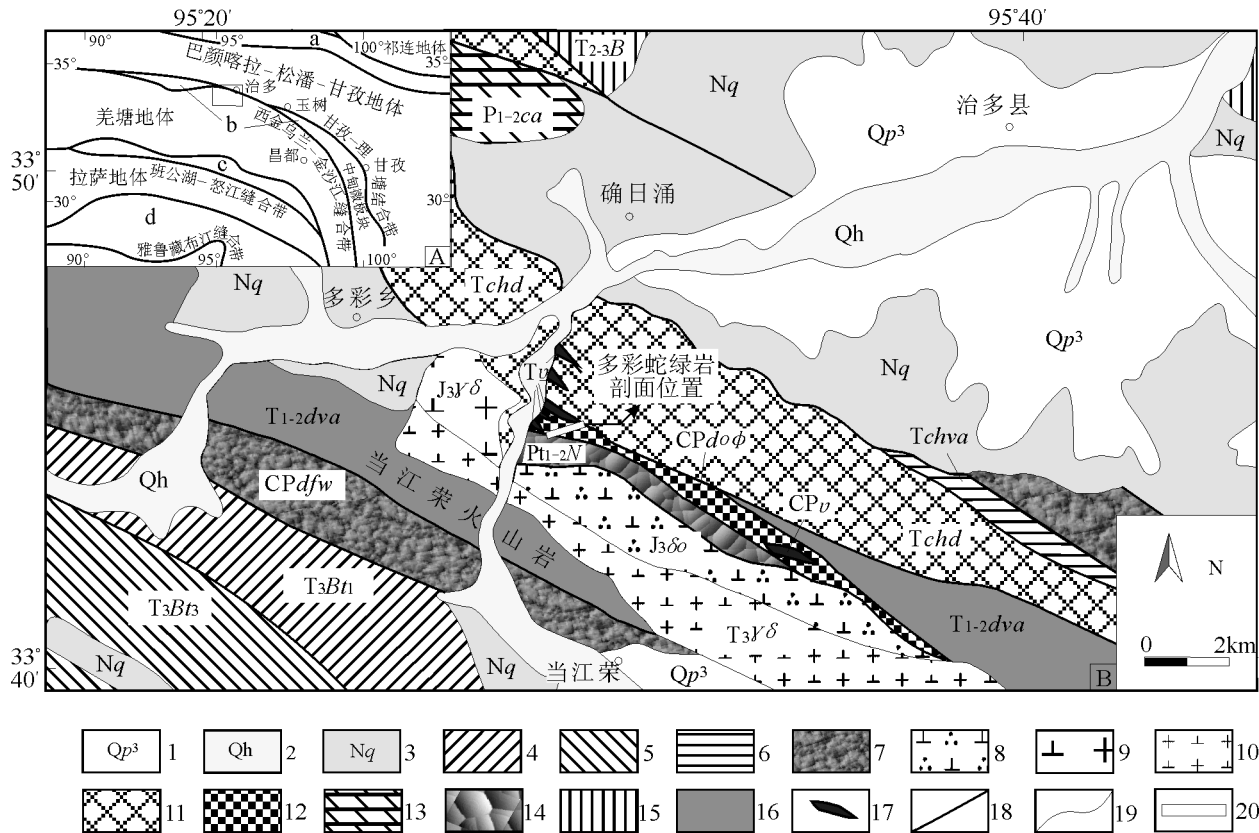 95°20′
95°40′
90°
95°
a
100°
祁连地体
35°
35°
巴颜喀拉－松潘－甘孜地体
治多
玉树
羌塘地体
b
西金乌兰－金沙江缝合带
甘孜－理塘结合带
中甸微板块
昌都
甘孜
c
拉萨地体
班公湖－怒江缝合带
30°
30°
d
雅鲁藏布江缝合带
90°
95°
100°
A
33°
50′
T2-3B
Nq
P1-2ca
治多县
Qp³
Nq
确日涌
Qh
Tchd
Nq
多彩乡
Qp³
Nq
Nq
Tυ
多彩蛇绿岩
剖面位置
J3γδ
T1-2dva
Pt1-2N
CPdoφ
Tchva
Qh
CPdfw
当江荣火山岩
CPυ
Tchd
J3δo
N
T3Bt1
T3Bt3
T3γδ
T1-2dva
0 2km
33°
40′
Nq
Nq
当江荣
Qp³
B
Qp³ 1
Qh 2
Nq 3
4
5
6
7
8
9
10
11
12
13
14
15
16
17
18
19
20